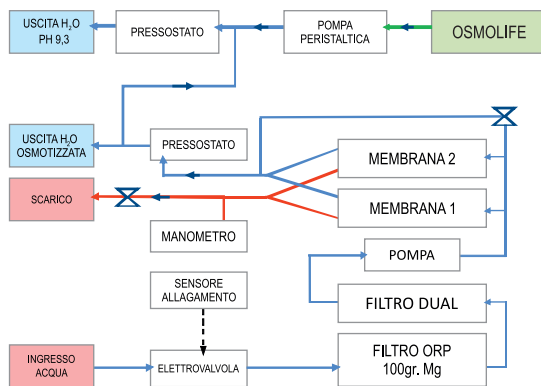 USCITA H₂O
PH 9,3
PRESSOSTATO
POMPA
PERISTALTICA
OSMOLIFE
USCITA H₂O
OSMOTIZZATA
PRESSOSTATO
MEMBRANA 2
SCARICO
MEMBRANA 1
MANOMETRO
POMPA
SENSORE
ALLAGAMENTO
FILTRO DUAL
INGRESSO
ACQUA
ELETTROVALVOLA
FILTRO ORP
100gr. Mg